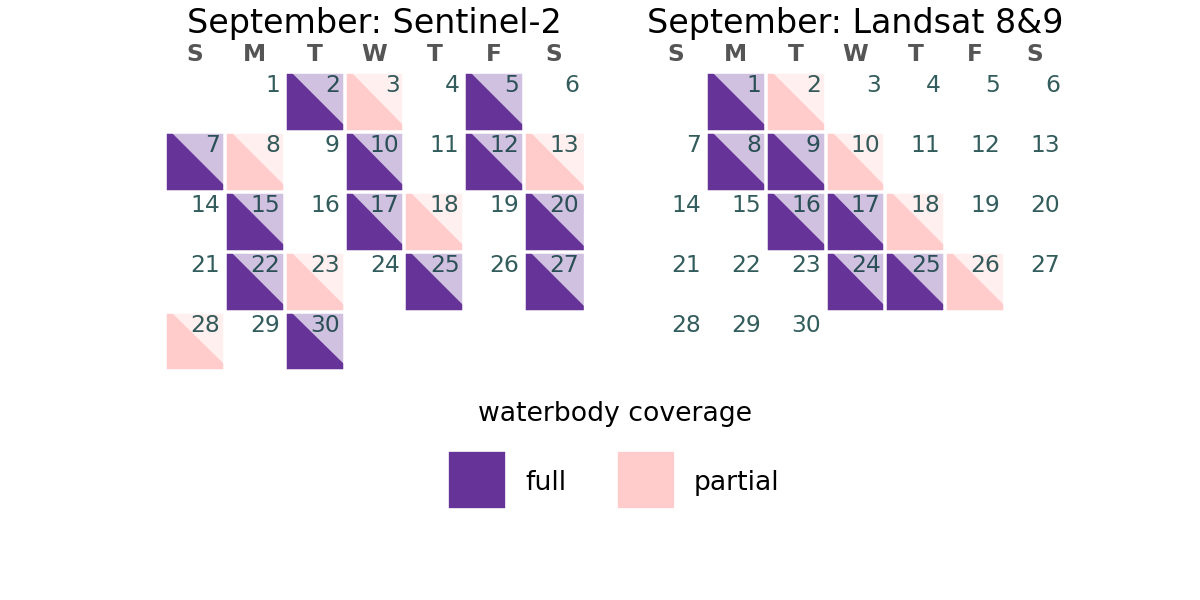 September: Sentinel-2
S M T W T F S
1 2 3 4 5 6
7 8 9 10 11 12 13
14 15 16 17 18 19 20
21 22 23 24 25 26 27
28 29 30
September: Landsat 8&9
S M T W T F S
1 2 3 4 5 6
7 8 9 10 11 12 13
14 15 16 17 18 19 20
21 22 23 24 25 26 27
28 29 30
waterbody coverage
full partial